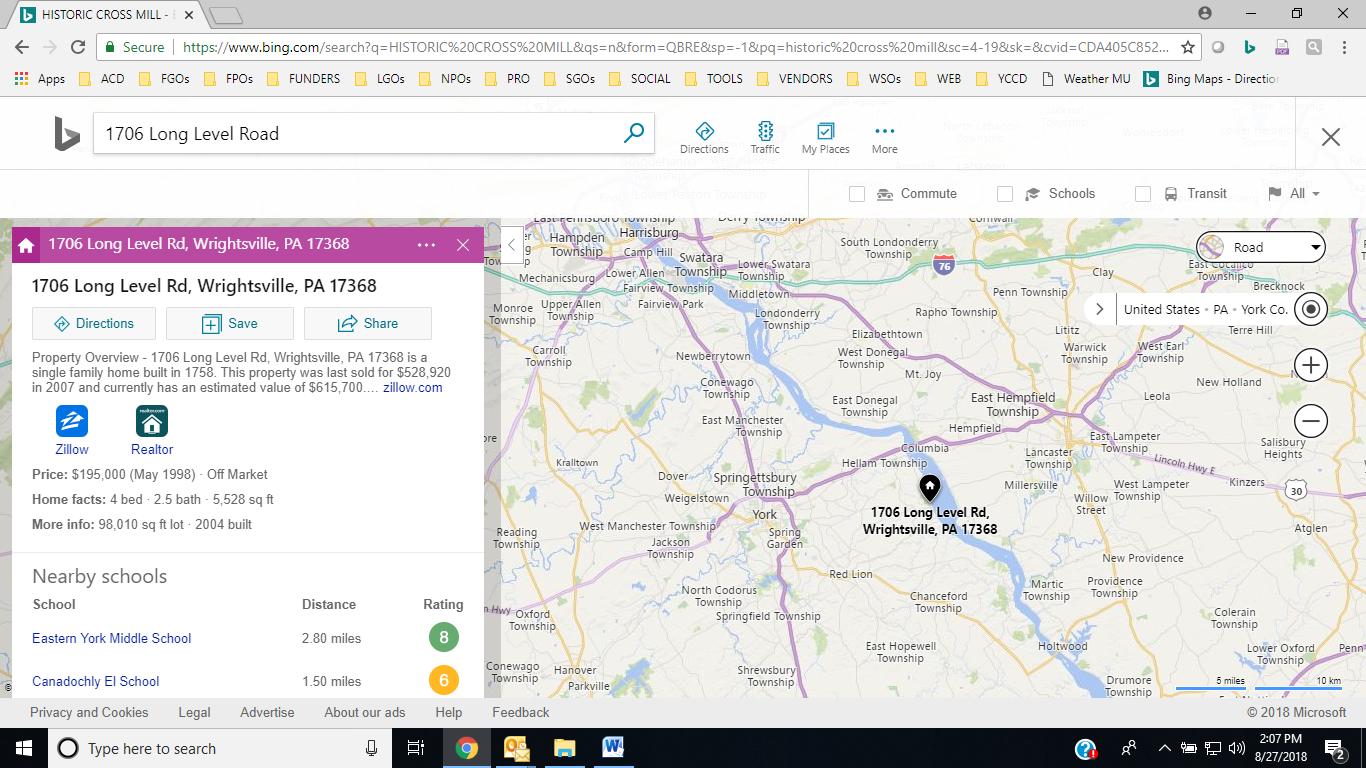 HISTORIC CROSS MILL - 
Secure https://www.bing.com/search?q=HISTORIC%20CROSS%20MILL&qs=n&form=QBRE&sp=-1&pq=historic%20cross%20mill&sc=4-19&sk=&cvid=CDA405C852...
Apps ACD FGOs FPOs FUNDERS LGOs NPOs PRO SGOs SOCIAL TOOLS VENDORS WSOs WEB YCCD Weather MU Bing Maps - Directio
1706 Long Level Road
Directions Traffic My Places More
Commute Schools Transit All
1706 Long Level Rd, Wrightsville, PA 17368
1706 Long Level Rd, Wrightsville, PA 17368
Directions Save Share
Property Overview - 1706 Long Level Rd, Wrightsville, PA 17368 is a
single family home built in 1758. This property was last sold for $528,920
in 2007 and currently has an estimated value of $615,700.... zillow.com
realtor.com
Zillow Realtor
Price: $195,000 (May 1998) · Off Market
Home facts: 4 bed · 2.5 bath · 5,528 sq ft
More info: 98,010 sq ft lot · 2004 built
Nearby schools
School Distance Rating
Eastern York Middle School 2.80 miles 8
Canadochly El School 1.50 miles 6
Road
United States • PA • York Co.
East Pennsboro Township
Harrisburg
Derry Township
Cornwall
Hampden
Township
Camp Hill
Swatara
Township
South Londonderry
Township
76
Mechanicsburg
Lower Allen
Township
Fairview Township
Fairview Park
Lower Swatara
Township
Middletown
Clay
East Cocalico
Township
Brecknock
Monroe
Township
Upper Allen
Township
Londonderry
Township
Penn Township
Rapho Township
Lititz
Terre Hill
Elizabethtown
Warwick
Township
West Earl
Township
Carroll
Township
Newberrytown
West Donegal
Township
Mt. Joy
New Holland
Conewago
Township
East Donegal
Township
East Hempfield
Township
Leola
East Manchester
Township
Hempfield
East Lampeter
Township
Salisbury
Heights
Columbia
Hellam Township
Lancaster
Township
Lincoln Hwy E
Kralltown
Dover
Springettsbury
Township
Weigelstown
Millersville
Willow
Street
West Lampeter
Township
Kinzers
30
1706 Long Level Rd,
Wrightsville, PA 17368
York
Reading
Township
West Manchester Township
Jackson
Township
Spring
Garden
Atglen
New Providence
Red Lion
Martic
Township
Providence
Township
North Codorus
Township
Chanceford
Township
Oxford
Township
Springfield Township
Colerain
Township
East Hopewell
Township
Holtwood
Lower Oxford
Township
Penn
Conewago
Township
Hanover
Parkville
Shrewsbury
Township
Drumore
Township
5 miles 10 km
Privacy and Cookies Legal Advertise About our ads Help Feedback © 2018 Microsoft
Type here to search
2:07 PM
8/27/2018
2